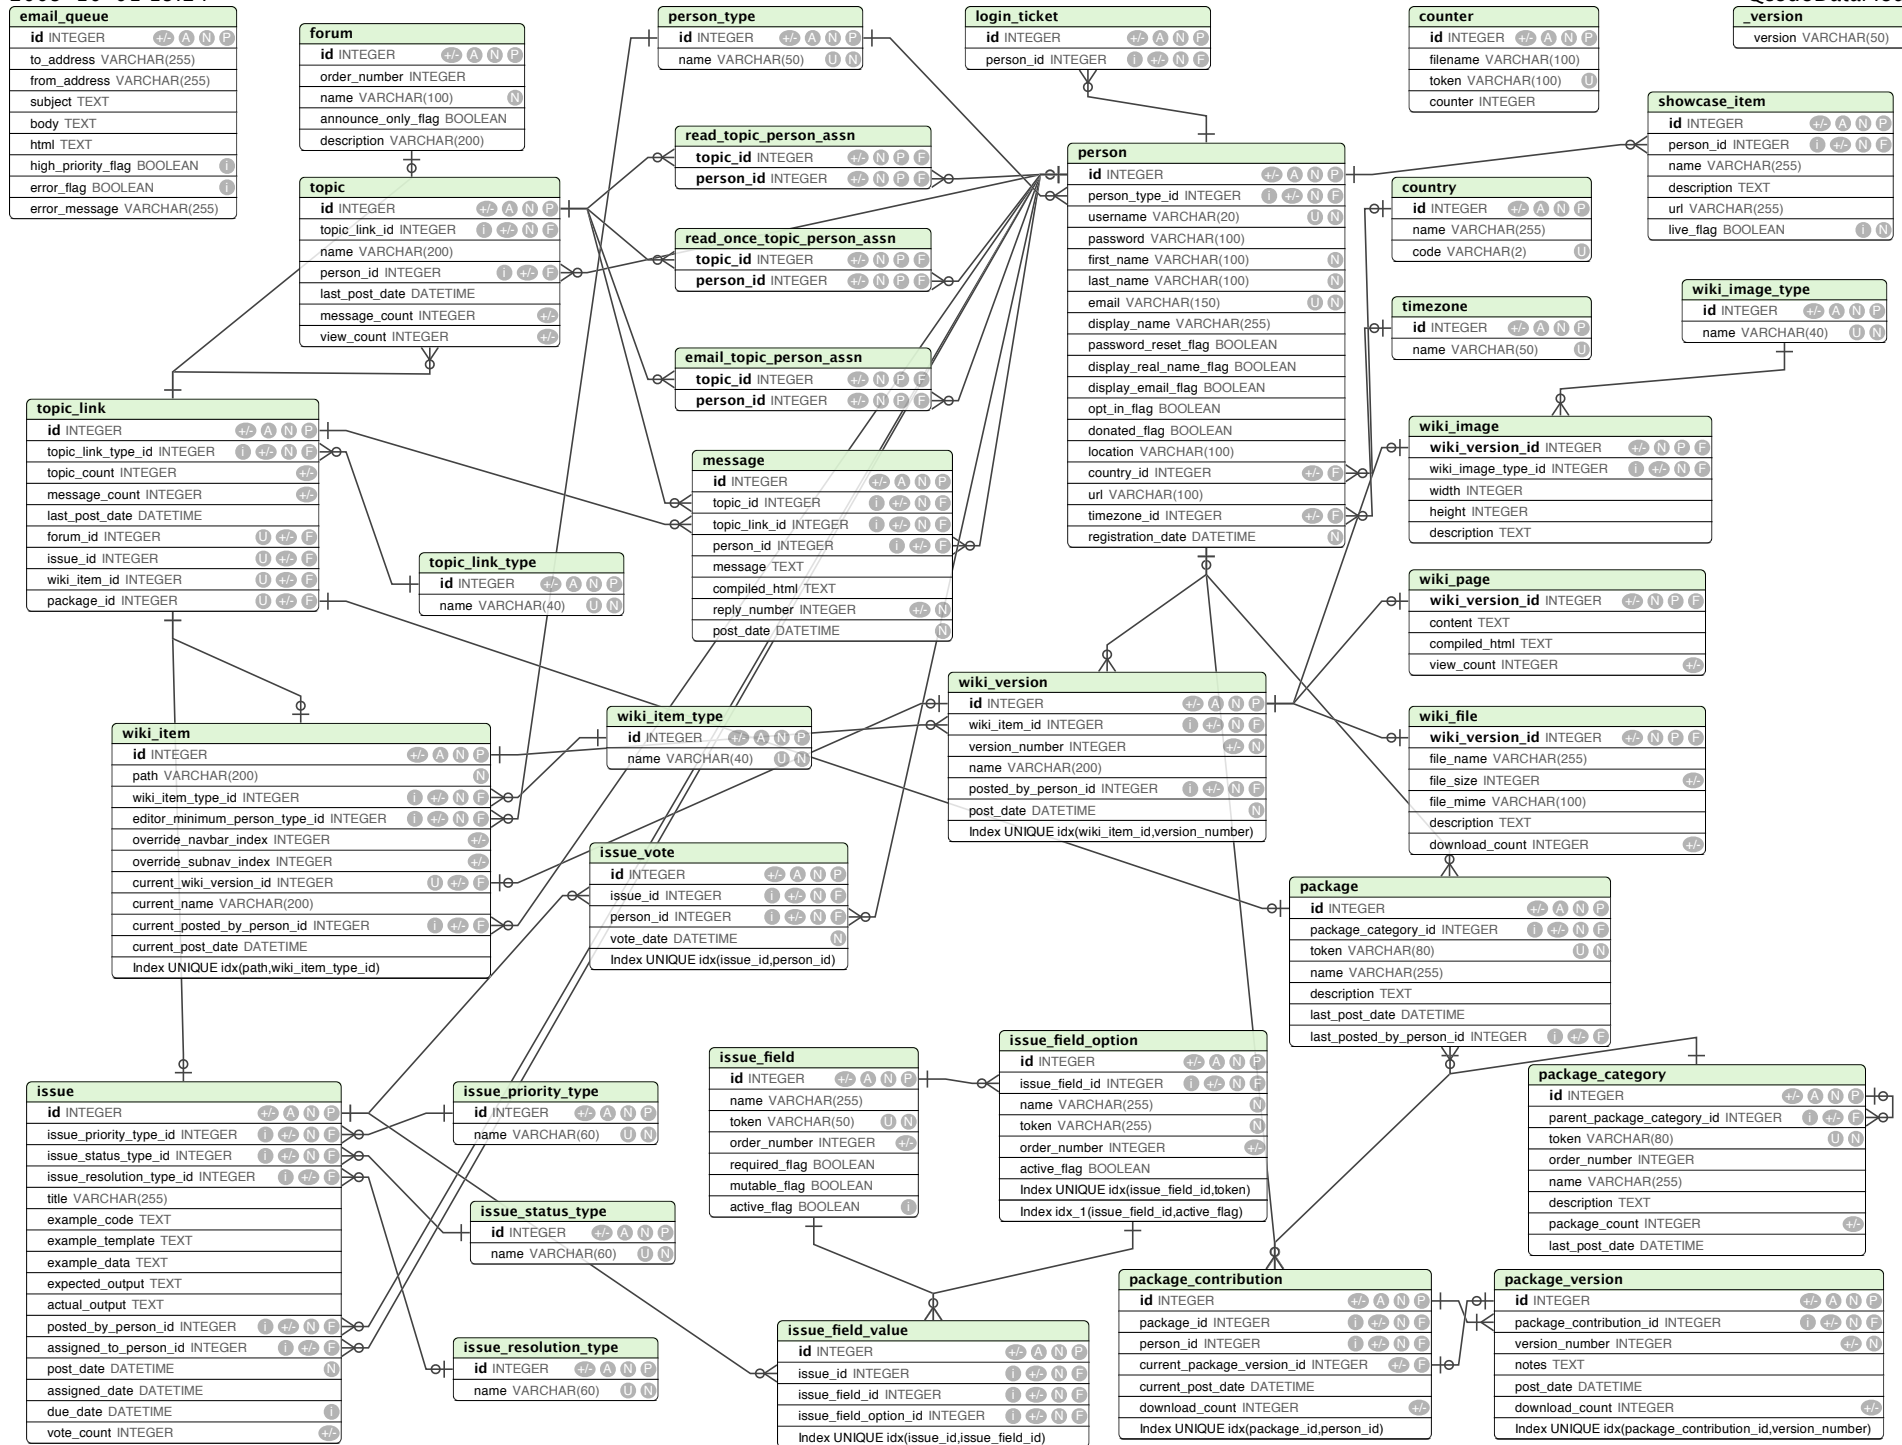 email_queue
id INTEGER +/- A N P
to_address VARCHAR(255)
from_address VARCHAR(255)
subject TEXT
body TEXT
html TEXT
high_priority_flag BOOLEAN i
error_flag BOOLEAN i
error_message VARCHAR(255)
forum
id INTEGER +/- A N P
order_number INTEGER
name VARCHAR(100) N
announce_only_flag BOOLEAN
description VARCHAR(200)
topic
id INTEGER +/- A N P
topic_link_id INTEGER i +/- N F
name VARCHAR(200)
person_id INTEGER i +/- F
last_post_date DATETIME
message_count INTEGER +/-
view_count INTEGER +/-
person_type
id INTEGER +/- A N P
name VARCHAR(50) U N
read_topic_person_assn
topic_id INTEGER +/- N P F
person_id INTEGER +/- N P F
read_once_topic_person_assn
topic_id INTEGER +/- N P F
person_id INTEGER +/- N P F
email_topic_person_assn
topic_id INTEGER +/- N P F
person_id INTEGER +/- N P F
login_ticket
id INTEGER +/- A N P
person_id INTEGER i +/- N F
person
id INTEGER +/- A N P
person_type_id INTEGER i +/- N F
username VARCHAR(20) U N
password VARCHAR(100)
first_name VARCHAR(100) N
last_name VARCHAR(100) N
email VARCHAR(150) U N
display_name VARCHAR(255)
password_reset_flag BOOLEAN
display_real_name_flag BOOLEAN
display_email_flag BOOLEAN
opt_in_flag BOOLEAN
donated_flag BOOLEAN
location VARCHAR(100)
country_id INTEGER +/- F
url VARCHAR(100)
timezone_id INTEGER +/- F
registration_date DATETIME N
counter
id INTEGER +/- A N P
filename VARCHAR(100)
token VARCHAR(100) U
counter INTEGER
_version
version VARCHAR(50)
showcase_item
id INTEGER +/- A N P
person_id INTEGER i +/- N F
name VARCHAR(255)
description TEXT
url VARCHAR(255)
live_flag BOOLEAN i N
country
id INTEGER +/- A N P
name VARCHAR(255)
code VARCHAR(2) U
timezone
id INTEGER +/- A N P
name VARCHAR(50) U
wiki_image_type
id INTEGER +/- A N P
name VARCHAR(40) U N
wiki_image
wiki_version_id INTEGER +/- N P F
wiki_image_type_id INTEGER i +/- N F
width INTEGER
height INTEGER
description TEXT
topic_link
id INTEGER +/- A N P
topic_link_type_id INTEGER i +/- N F
topic_count INTEGER +/-
message_count INTEGER +/-
last_post_date DATETIME
forum_id INTEGER U +/- F
issue_id INTEGER U +/- F
wiki_item_id INTEGER U +/- F
package_id INTEGER U +/- F
topic_link_type
id INTEGER +/- A N P
name VARCHAR(40) U N
message
id INTEGER +/- A N P
topic_id INTEGER i +/- N F
topic_link_id INTEGER i +/- N F
person_id INTEGER i +/- F
message TEXT
compiled_html TEXT
reply_number INTEGER +/- N
post_date DATETIME N
wiki_page
wiki_version_id INTEGER +/- N P F
content TEXT
compiled_html TEXT
view_count INTEGER +/-
wiki_file
wiki_version_id INTEGER +/- N P F
file_name VARCHAR(255)
file_size INTEGER +/-
file_mime VARCHAR(100)
description TEXT
download_count INTEGER +/-
wiki_version
id INTEGER +/- A N P
wiki_item_id INTEGER i +/- N F
version_number INTEGER +/- N
name VARCHAR(200)
posted_by_person_id INTEGER i +/- N F
post_date DATETIME N
Index UNIQUE idx(wiki_item_id,version_number)
wiki_item_type
id INTEGER +/- A N P
name VARCHAR(40) U N
wiki_item
id INTEGER +/- A N P
path VARCHAR(200) N
wiki_item_type_id INTEGER i +/- N F
editor_minimum_person_type_id INTEGER i +/- N F
override_navbar_index INTEGER +/-
override_subnav_index INTEGER +/-
current_wiki_version_id INTEGER U +/- F
current_name VARCHAR(200)
current_posted_by_person_id INTEGER i +/- F
current_post_date DATETIME
Index UNIQUE idx(path,wiki_item_type_id)
issue_vote
id INTEGER +/- A N P
issue_id INTEGER i +/- N F
person_id INTEGER i +/- N F
vote_date DATETIME N
Index UNIQUE idx(issue_id,person_id)
package
id INTEGER +/- A N P
package_category_id INTEGER i +/- N F
token VARCHAR(80) U N
name VARCHAR(255)
description TEXT
last_post_date DATETIME
last_posted_by_person_id INTEGER i +/- F
package_category
id INTEGER +/- A N P
parent_package_category_id INTEGER i +/- F
token VARCHAR(80) U N
order_number INTEGER
name VARCHAR(255)
description TEXT
package_count INTEGER +/-
last_post_date DATETIME
issue
id INTEGER +/- A N P
issue_priority_type_id INTEGER i +/- N F
issue_status_type_id INTEGER i +/- N F
issue_resolution_type_id INTEGER i +/- F
title VARCHAR(255)
example_code TEXT
example_template TEXT
example_data TEXT
expected_output TEXT
actual_output TEXT
posted_by_person_id INTEGER i +/- N F
assigned_to_person_id INTEGER i +/- F
post_date DATETIME N
assigned_date DATETIME
due_date DATETIME i
vote_count INTEGER +/-
issue_priority_type
id INTEGER +/- A N P
name VARCHAR(60) U N
issue_status_type
id INTEGER +/- A N P
name VARCHAR(60) U N
issue_resolution_type
id INTEGER +/- A N P
name VARCHAR(60) U N
issue_field
id INTEGER +/- A N P
name VARCHAR(255)
token VARCHAR(50) U N
order_number INTEGER +/-
required_flag BOOLEAN
mutable_flag BOOLEAN
active_flag BOOLEAN i
issue_field_option
id INTEGER +/- A N P
issue_field_id INTEGER i +/- N F
name VARCHAR(255) N
token VARCHAR(255) N
order_number INTEGER +/-
active_flag BOOLEAN
Index UNIQUE idx(issue_field_id,token)
Index idx_1(issue_field_id,active_flag)
issue_field_value
id INTEGER +/- A N P
issue_id INTEGER i +/- N F
issue_field_id INTEGER i +/- N F
issue_field_option_id INTEGER i +/- N F
Index UNIQUE idx(issue_id,issue_field_id)
package_contribution
id INTEGER +/- A N P
package_id INTEGER i +/- N F
person_id INTEGER i +/- N F
current_package_version_id INTEGER +/- F
current_post_date DATETIME
download_count INTEGER +/-
Index UNIQUE idx(package_id,person_id)
package_version
id INTEGER +/- A N P
package_contribution_id INTEGER i +/- N F
version_number INTEGER +/- N
notes TEXT
post_date DATETIME
download_count INTEGER +/-
Index UNIQUE idx(package_contribution_id,version_number)